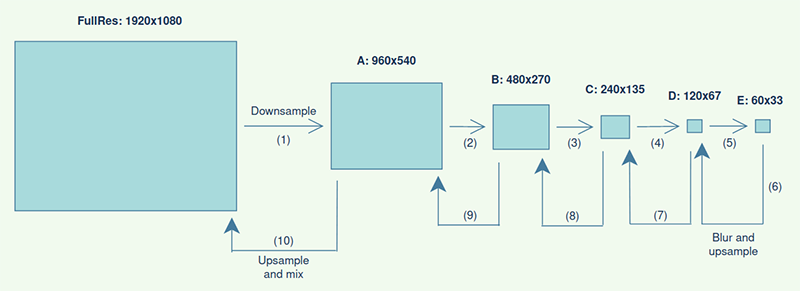 FullRes: 1920x1080
A: 960x540
B: 480x270
C: 240x135
D: 120x67
E: 60x33
Downsample
(1)
(2)
(3)
(4)
(5)
(6)
(7)
(8)
(9)
(10)
Blur and
upsample
Upsample
and mix